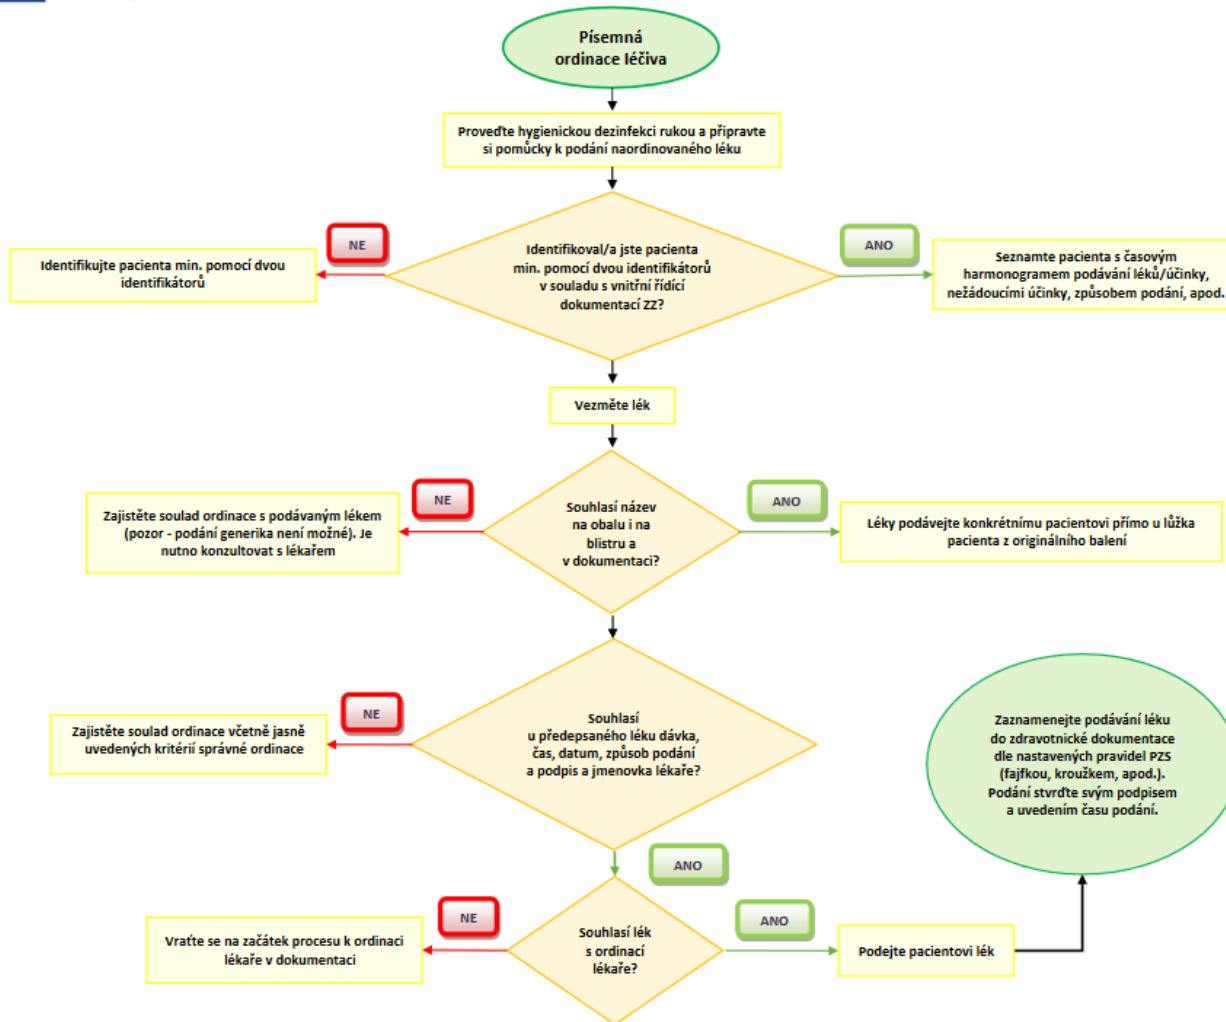 Písemná
ordinace léčiva
Proveďte hygienickou dezinfekci rukou a připravte
si pomůcky k podání naordinovaného léku
NE
ANO
Identifikujte pacienta min. pomocí dvou
identifikátorů
Identifikoval/a jste pacienta
min. pomocí dvou identifikátorů
v souladu s vnitřní řídící
dokumentací ZZ?
Seznamte pacienta s časovým
harmonogramem podávání léků/účinky,
nežádoucími účinky, způsobem podání, apod.
Vezměte lék
NE
ANO
Zajistěte soulad ordinace s podávaným lékem
(pozor - podání generika není možné). Je
nutno konzultovat s lékařem
Souhlasí název
na obalu i na
blistru a
v dokumentaci?
Léky podávejte konkrétnímu pacientovi přímo u lůžka
pacienta z originálního balení
NE
Zajistěte soulad ordinace včetně jasně
uvedených kritérií správné ordinace
Souhlasí
u předepsaného léku dávka,
čas, datum, způsob podání
a podpis a jmenovka lékaře?
Zaznamenejte podávání léku
do zdravotnické dokumentace
dle nastavených pravidel PZS
(fajfkou, kroužkem, apod.).
Podání stvrďte svým podpisem
a uvedením času podání.
ANO
NE
ANO
Vraťte se na začátek procesu k ordinaci
lékaře v dokumentaci
Souhlasí lék
s ordinací
lékaře?
Podejte pacientovi lék